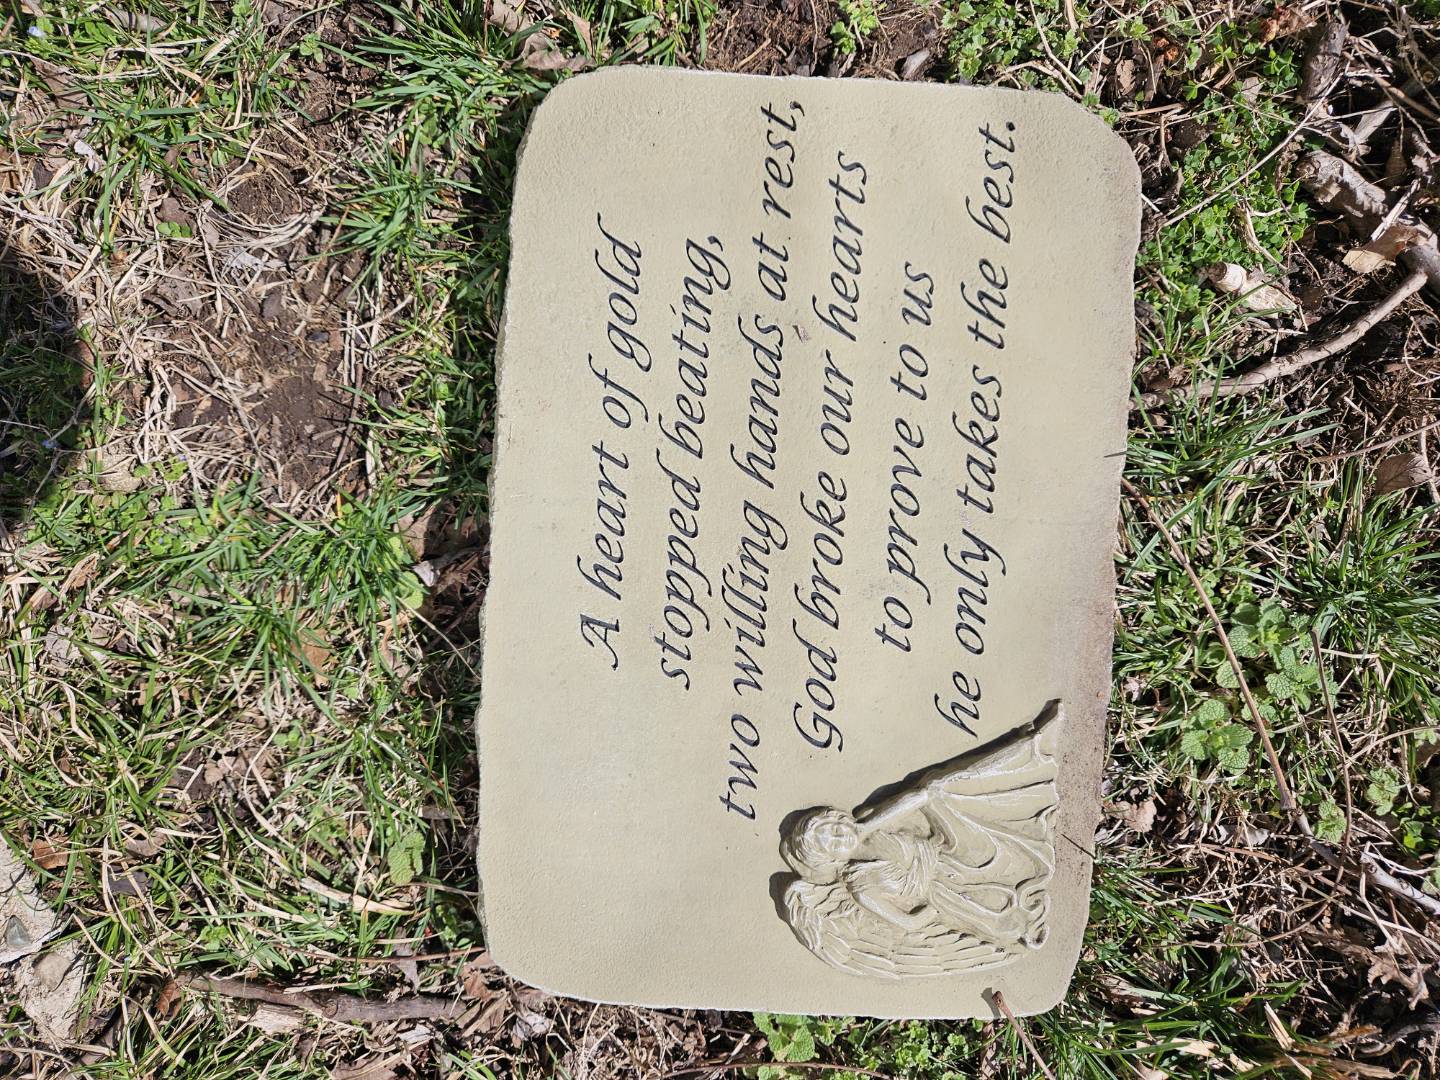 A heart of gold
stopped beating,
two willing hands at rest,
God broke our hearts
to prove to us
he only takes the best.